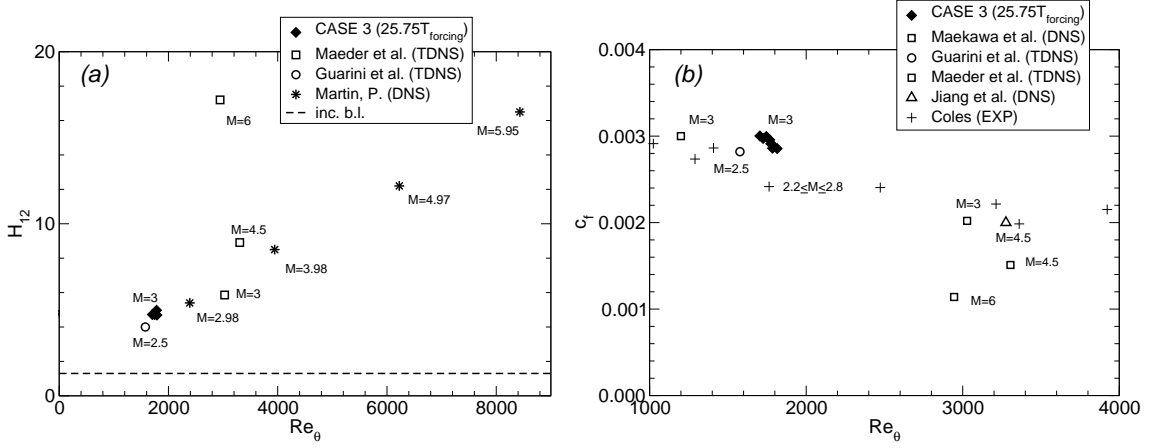 CASE 3 (25.75T_forcing)
Maeder et al. (TDNS)
Guarini et al. (TDNS)
Martin, P. (DNS)
inc. b.l.
(a)
20
10
0
H_12
0
2000
4000
6000
8000
Re_θ
M=6
M=5.95
M=4.97
M=4.5
M=3.98
M=3
M=3
M=2.98
M=2.5
CASE 3 (25.75T_forcing)
Maekawa et al. (DNS)
Guarini et al. (TDNS)
Maeder et al. (TDNS)
Jiang et al. (DNS)
Coles (EXP)
(b)
0.004
0.003
0.002
0.001
0.000
c_f
1000
2000
3000
4000
Re_θ
M=3
M=3
M=2.5
2.2≤M≤2.8
M=3
M=4.5
M=4.5
M=6